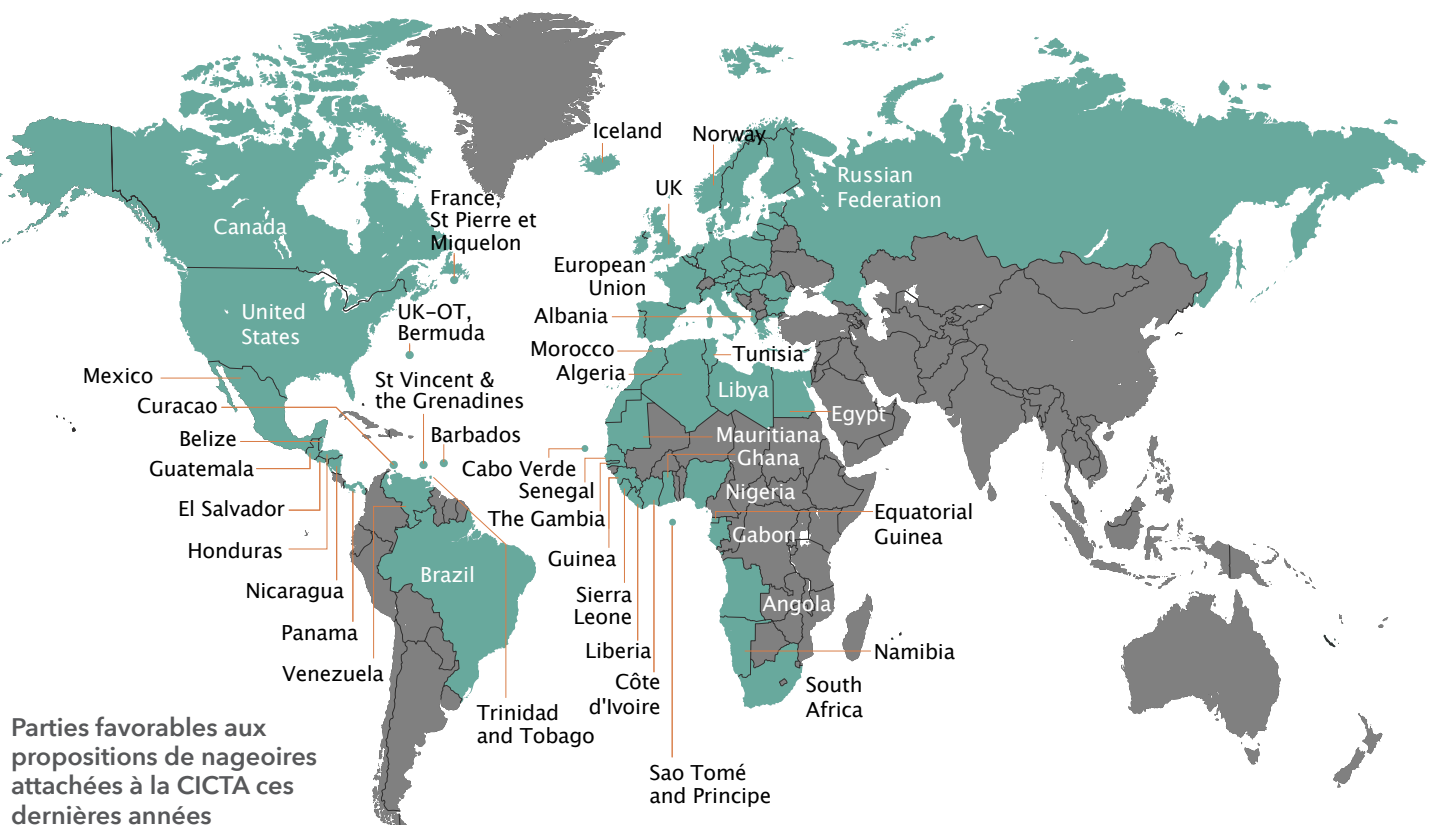 Iceland
Norway
Russian
Federation
UK
France,
St Pierre et
Miquelon
Canada
European
Union
United
States
UK-OT,
Bermuda
Albania
Morocco
Tunisia
Algeria
Mexico
St Vincent &
the Grenadines
Libya
Curacao
Egypt
Belize
Barbados
Mauritiana
Guatemala
Cabo Verde
Ghana
Senegal
Nigeria
El Salvador
The Gambia
Equatorial
Guinea
Gabon
Honduras
Guinea
Brazil
Nicaragua
Sierra
Leone
Angola
Panama
Liberia
Namibia
Venezuela
Côte
d'Ivoire
South
Africa
Trinidad
and Tobago
Sao Tomé
and Principe
Parties favorables aux
propositions de nageoires
attachées à la CICTA ces
dernières années